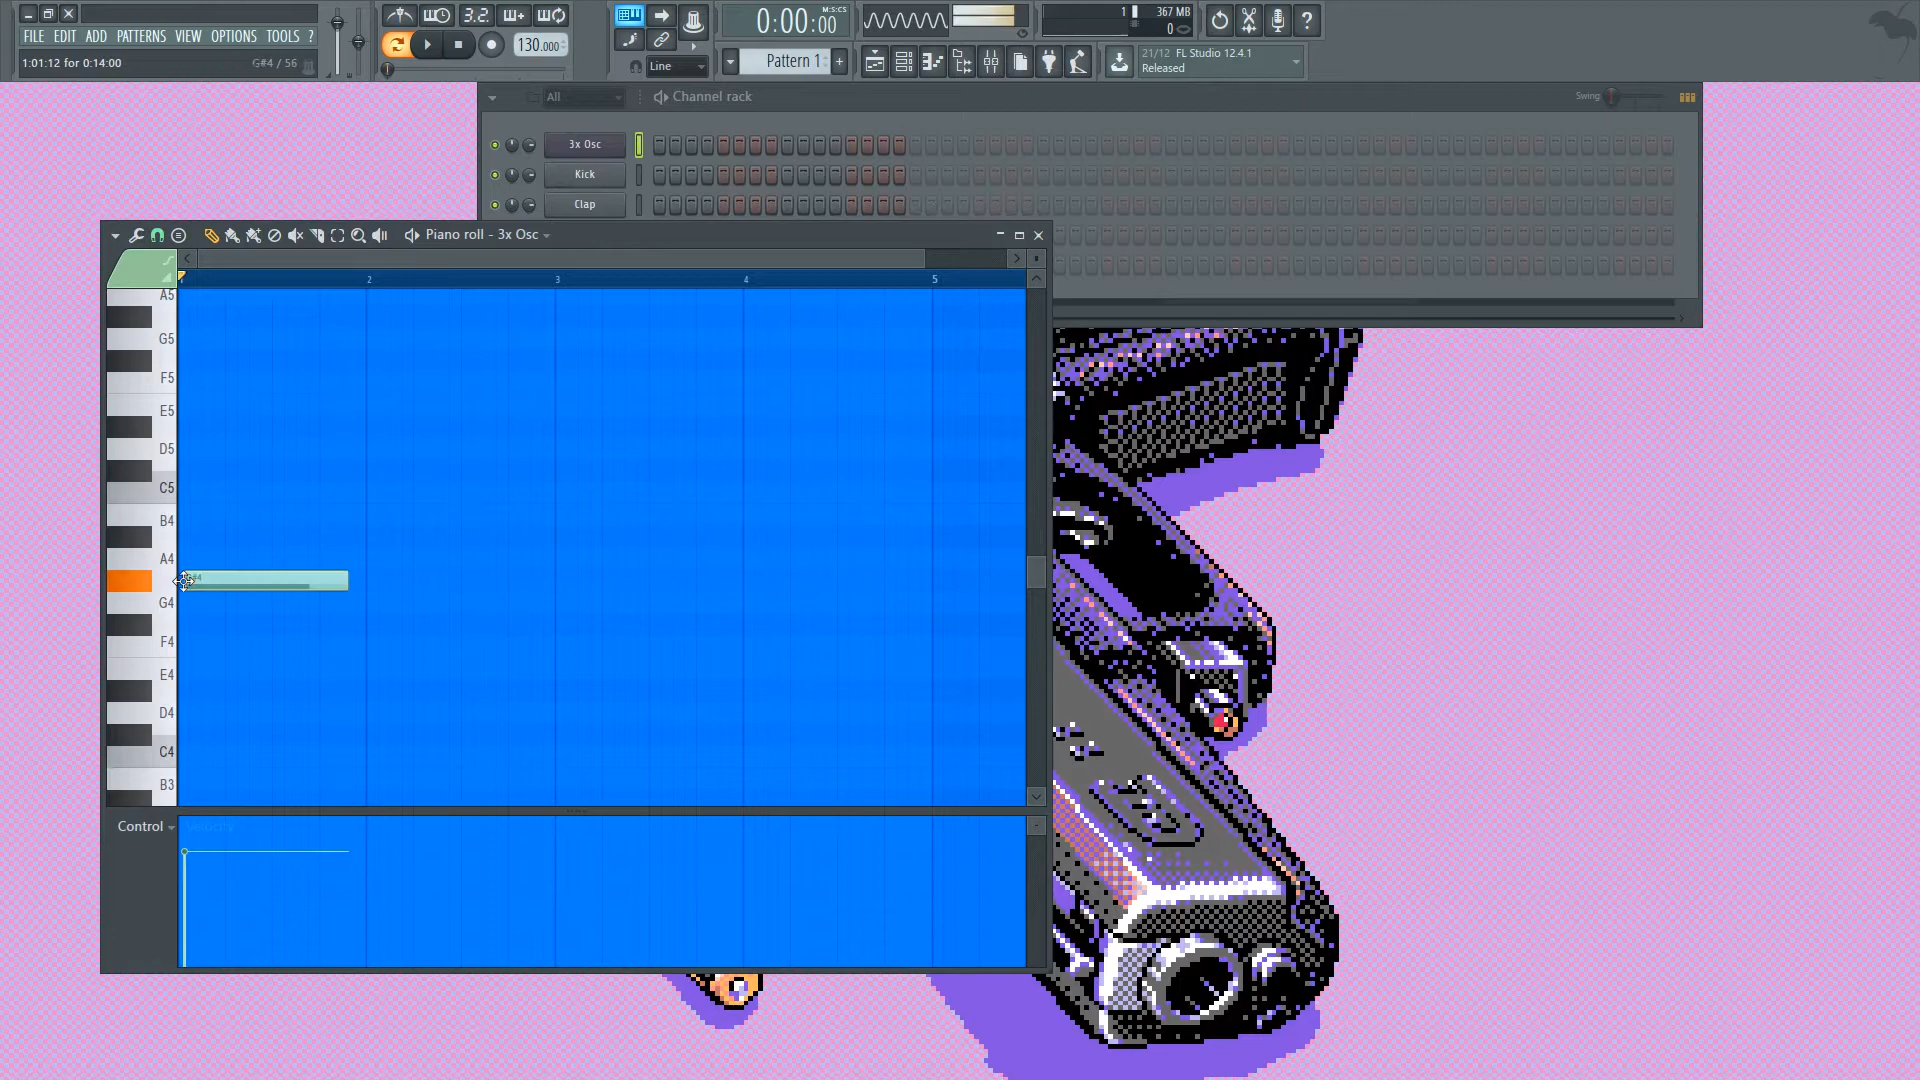 3.2.
M:S:CS
1
367 MB
0:00:00
0
FILE EDIT ADD PATTERNS VIEW OPTIONS TOOLS ?
130.000
?
21/12 FL Studio 12.4.1
Released
1:01:12 for 0:14:00
G#4 / 56
Line
Pattern 1
+
All
Channel rack
Swing
3x Osc
Kick
Clap
Piano roll - 3x Osc
2
3
4
5
A5
G5
F5
E5
D5
C5
B4
A4
G4
F4
E4
D4
C4
B3
Control
Velocity